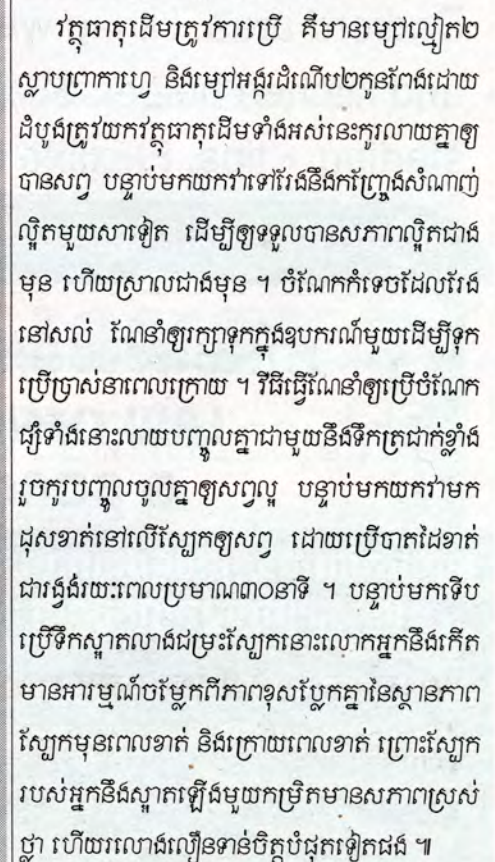 វត្ថុធាតុដើមត្រូវការប្រើ គឺមានម្សៅល្មៀត២
ស្លាបព្រាកាហ្វេ និងម្សៅអង្ករដំណើប២កូនពែងដោយ
ដំបូងត្រូវយកវត្ថុធាតុដើមទាំងអស់នេះកូរលាយគ្នាឲ្យ
បានសព្វ បន្ទាប់មកយកវាទៅរែងនឹងកញ្ច្រែងសំណាញ់
ល្អិតមួយសាទៀត ដើម្បីឲ្យទទួលបានសភាពល្អិតជាង
មុន ហើយស្រាលជាងមុន ។ ចំណែកកំទេចដែលរែង
នៅសល់ ណែនាំឲ្យរក្សាទុកក្នុងឧបករណ៍មួយដើម្បីទុក
ប្រើប្រាស់នាពេលក្រោយ ។ វិធីធ្វើណែនាំឲ្យប្រើចំណែក
ផ្សំទាំងនោះលាយបញ្ចូលគ្នាជាមួយនឹងទឹកត្រជាក់ខ្លាំង
រួចកូរបញ្ចូលចូលគ្នាឲ្យសព្វល្អ បន្ទាប់មកយកវាមក
ដុសខាត់នៅលើស្បែកឲ្យសព្វ ដោយប្រើបាតដៃខាត់
ជារង្វង់រយៈពេលប្រមាណ៣០នាទី ។ បន្ទាប់មកទើប
ប្រើទឹកស្អាតលាងជម្រះស្បែកនោះលោកអ្នកនឹងកើត
មានអារម្មណ៍ចម្លែកពីភាពខុសប្លែកគ្នានៃស្ថានភាព
ស្បែកមុនពេលខាត់ និងក្រោយពេលខាត់ ព្រោះស្បែក
របស់អ្នកនឹងស្អាតឡើងមួយកម្រិតមានសភាពស្រស់
ថ្លា ហើយរលោងលឿនទាន់ចិត្តបំផុតទៀតផង ៕